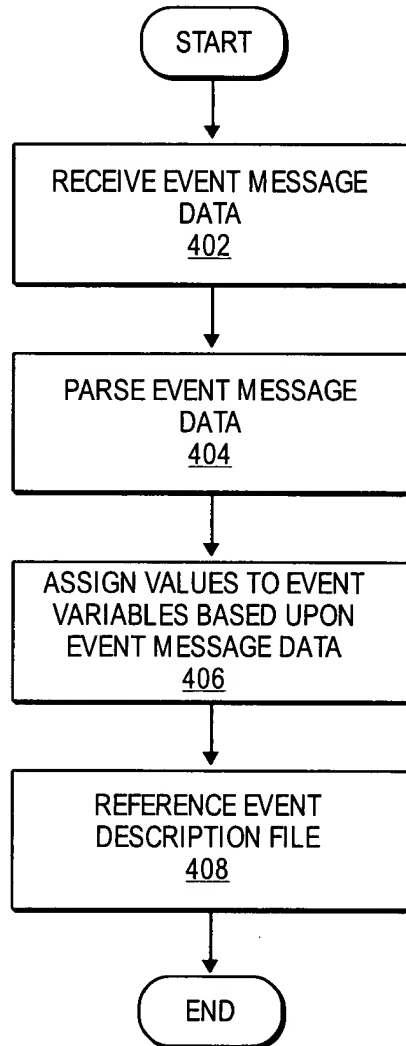 START
RECEIVE EVENT MESSAGE
DATA
402
PARSE EVENT MESSAGE
DATA
404
ASSIGN VALUES TO EVENT
VARIABLES BASED UPON
EVENT MESSAGE DATA
406
REFERENCE EVENT
DESCRIPTION FILE
408
END